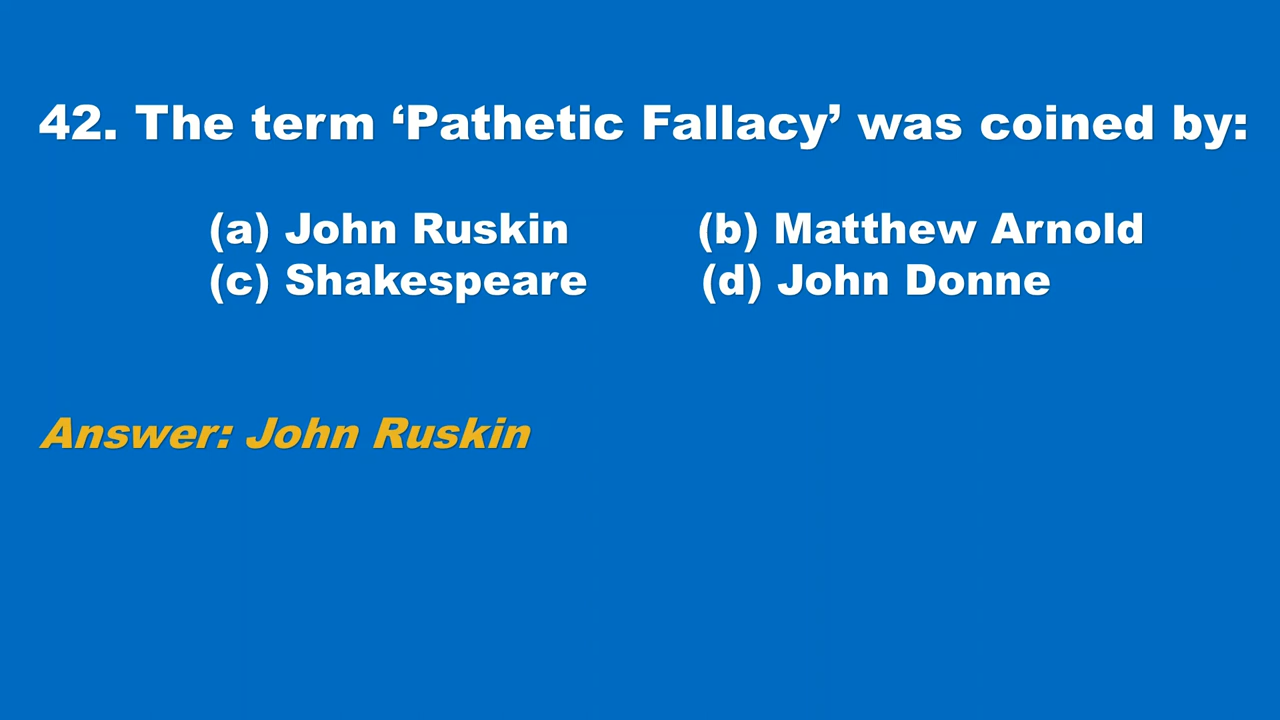 42. The term ‘Pathetic Fallacy’ was coined by:
(a) John Ruskin (b) Matthew Arnold
(c) Shakespeare (d) John Donne
Answer: John Ruskin